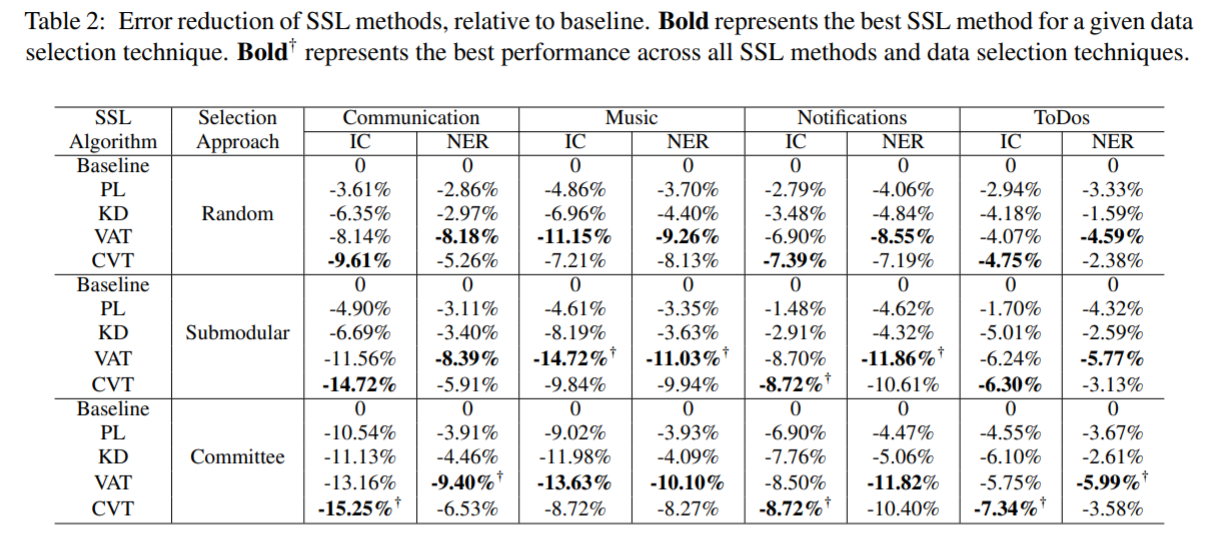 Table 2: Error reduction of SSL methods, relative to baseline. Bold represents the best SSL method for a given data
selection technique. Bold† represents the best performance across all SSL methods and data selection techniques.
SSL Selection Communication Music Notifications ToDos
Algorithm Approach IC NER IC NER IC NER IC NER
Baseline 0 0 0 0 0 0 0 0
PL -3.61% -2.86% -4.86% -3.70% -2.79% -4.06% -2.94% -3.33%
KD Random -6.35% -2.97% -6.96% -4.40% -3.48% -4.84% -4.18% -1.59%
VAT -8.14% -8.18% -11.15% -9.26% -6.90% -8.55% -4.07% -4.59%
CVT -9.61% -5.26% -7.21% -8.13% -7.39% -7.19% -4.75% -2.38%
Baseline 0 0 0 0 0 0 0 0
PL -4.90% -3.11% -4.61% -3.35% -1.48% -4.62% -1.70% -4.32%
KD Submodular -6.69% -3.40% -8.19% -3.63% -2.91% -4.32% -5.01% -2.59%
VAT -11.56% -8.39% -14.72%† -11.03%† -8.70% -11.86%† -6.24% -5.77%
CVT -14.72% -5.91% -9.84% -9.94% -8.72%† -10.61% -6.30% -3.13%
Baseline 0 0 0 0 0 0 0 0
PL -10.54% -3.91% -9.02% -3.93% -6.90% -4.47% -4.55% -3.67%
KD Committee -11.13% -4.46% -11.98% -4.09% -7.76% -5.06% -6.10% -2.61%
VAT -13.16% -9.40%† -13.63% -10.10% -8.50% -11.82% -5.75% -5.99%†
CVT -15.25%† -6.53% -8.72% -8.27% -8.72%† -10.40% -7.34%† -3.58%